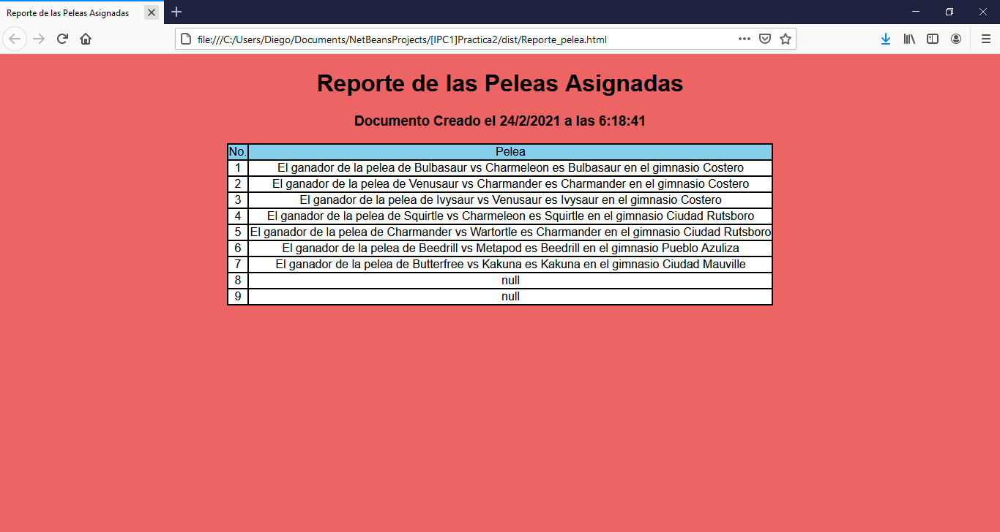 Reporte de las Peleas Asignadas
file:///C:/Users/Diego/Documents/NetBeansProjects/[IPC1]Practica2/dist/Reporte_pelea.html
Reporte de las Peleas Asignadas
Documento Creado el 24/2/2021 a las 6:18:41
No. Pelea
1 El ganador de la pelea de Bulbasaur vs Charmeleon es Bulbasaur en el gimnasio Costero
2 El ganador de la pelea de Venusaur vs Charmander es Charmander en el gimnasio Costero
3 El ganador de la pelea de Ivysaur vs Venusaur es Ivysaur en el gimnasio Costero
4 El ganador de la pelea de Squirtle vs Charmeleon es Squirtle en el gimnasio Ciudad Rutsboro
5 El ganador de la pelea de Charmander vs Wartortle es Charmander en el gimnasio Ciudad Rutsboro
6 El ganador de la pelea de Beedrill vs Metapod es Beedrill en el gimnasio Pueblo Azuliza
7 El ganador de la pelea de Butterfree vs Kakuna es Kakuna en el gimnasio Ciudad Mauville
8 null
9 null